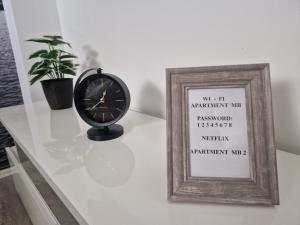 WI - FI
APARTMENT MB
PASSWORD:
1 2 3 4 5 6 7 8
NETFLIX
APARTMENT MB 2